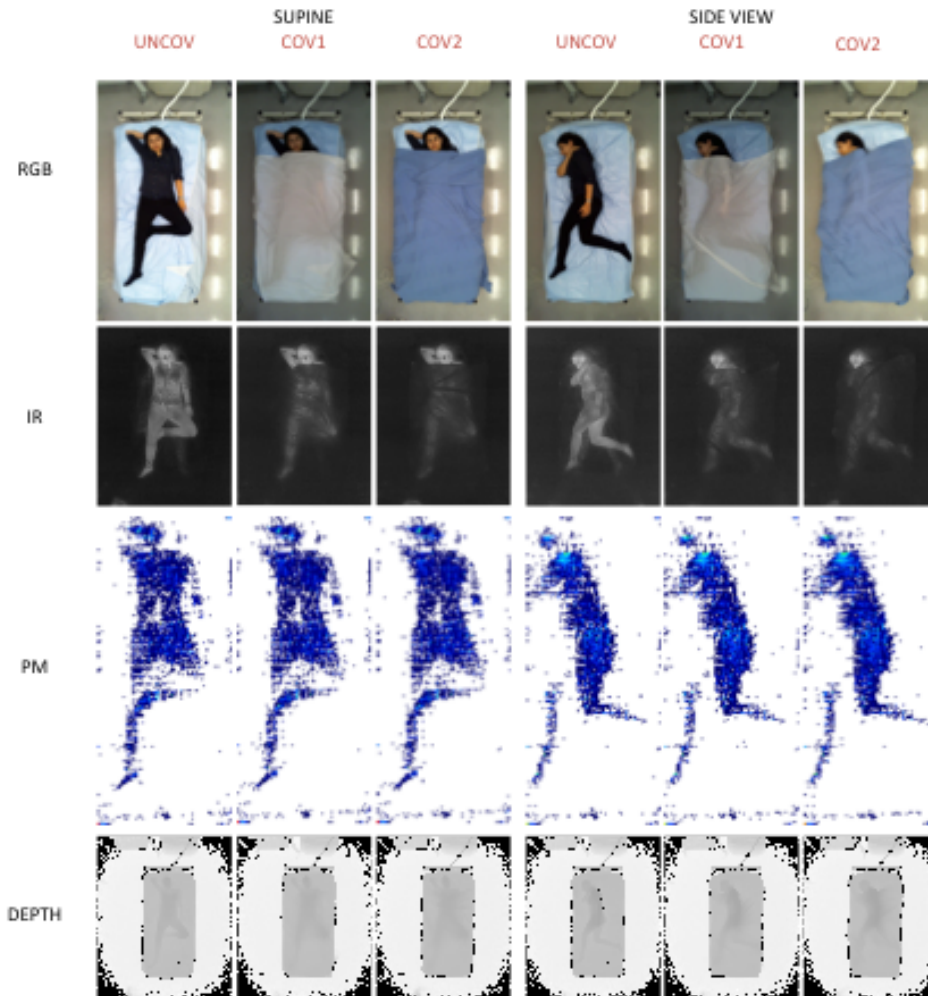 SUPINE SIDE VIEW
UNCOV COV1 COV2 UNCOV COV1 COV2
RGB
IR
PM
DEPTH